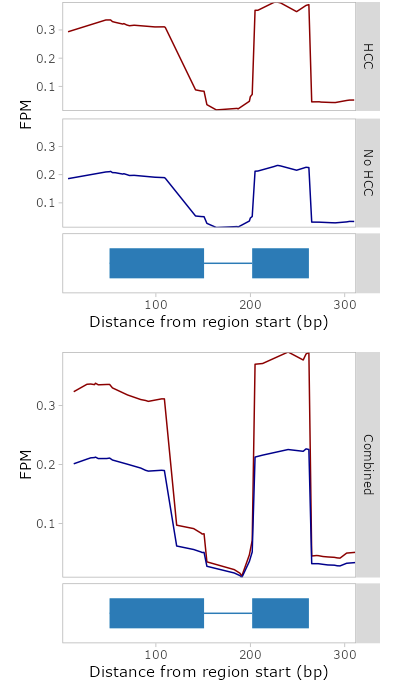 0.3
0.2
0.1
HCC
FPM
0.3
0.2
0.1
No HCC
100
200
300
Distance from region start (bp)
0.3
0.2
0.1
FPM
Combined
100
200
300
Distance from region start (bp)